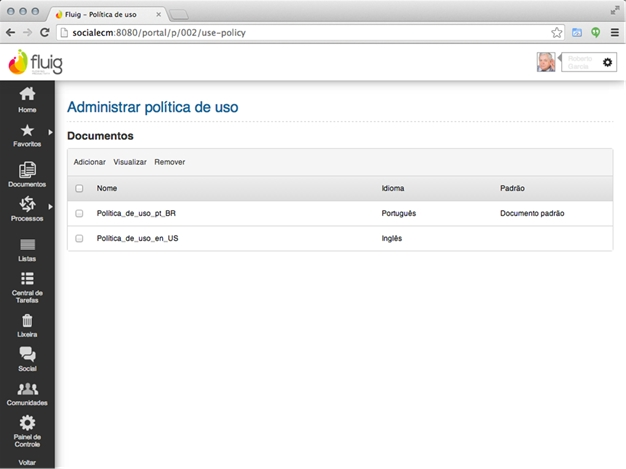 Fluig – Política de uso
socialecm:8080/portal/p/002/use-policy
fluig
Roberto
Garcia
Home
Favoritos
Documentos
Processos
Listas
Central de
Tarefas
Lixeira
Social
Comunidades
Painel de
Controle
Voltar
Administrar política de uso
Documentos
Adicionar Visualizar Remover
Nome Idioma Padrão
Política_de_uso_pt_BR Português Documento padrão
Política_de_uso_en_US Inglês